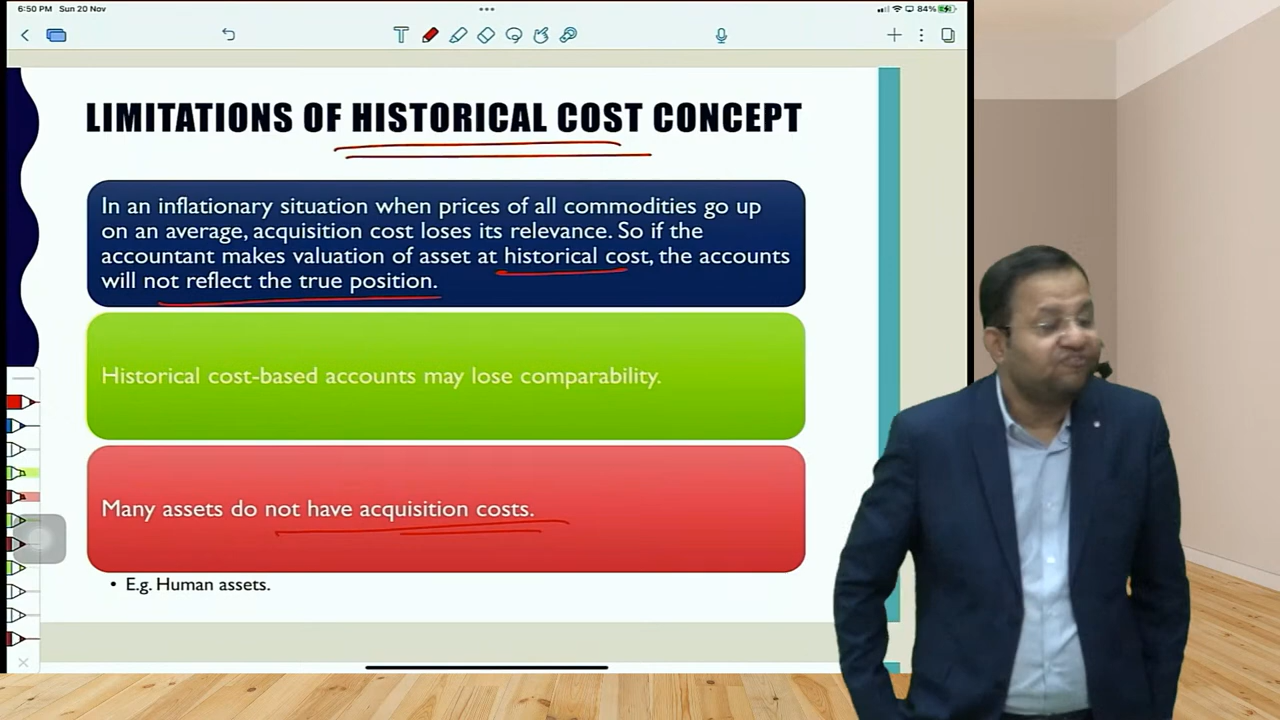 6:50 PM Sun 20 Nov
84%
LIMITATIONS OF HISTORICAL COST CONCEPT
In an inflationary situation when prices of all commodities go up
on an average, acquisition cost loses its relevance. So if the
accountant makes valuation of asset at historical cost, the accounts
will not reflect the true position.
Historical cost-based accounts may lose comparability.
Many assets do not have acquisition costs.
• E.g. Human assets.